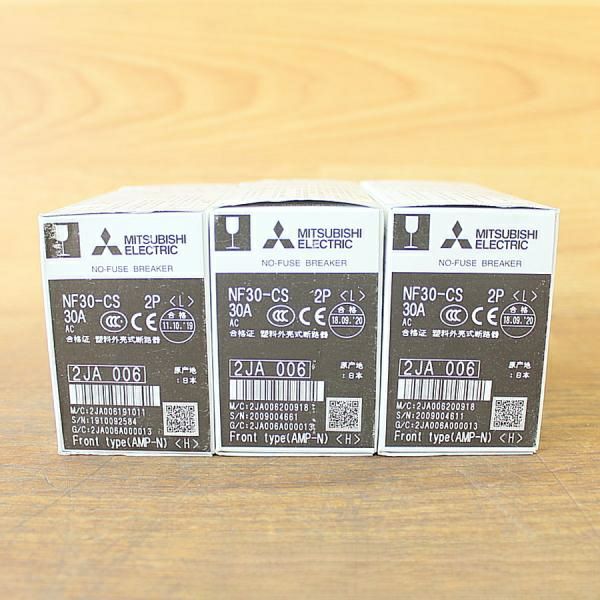 MITSUBISHI
ELECTRIC
NO-FUSE BREAKER
NF30-CS 2P <L>
30A
AC
CCC CE
合格
11.10.'19
合格证 塑料外壳式断路器
2JA 006
原产地
:日本
M/C:2JA006191011
S/N:1910092584
G/C:2JA006A000013
Front type(AMP-N) <H>
MITSUBISHI
ELECTRIC
NO-FUSE BREAKER
NF30-CS 2P <L>
30A
AC
CCC CE
合格
18.09.'20
合格证 塑料外壳式断路器
2JA 006
原产地
:日本
M/C:2JA006200918
S/N:2009004661
G/C:2JA006A000013
Front type(AMP-N) <H>
MITSUBISHI
ELECTRIC
NO-FUSE BREAKER
NF30-CS 2P <L>
30A
AC
CCC CE
合格
18.09.'20
合格证 塑料外壳式断路器
2JA 006
原产地
:日本
M/C:2JA006200918
S/N:2009004611
G/C:2JA006A000013
Front type(AMP-N) <H>